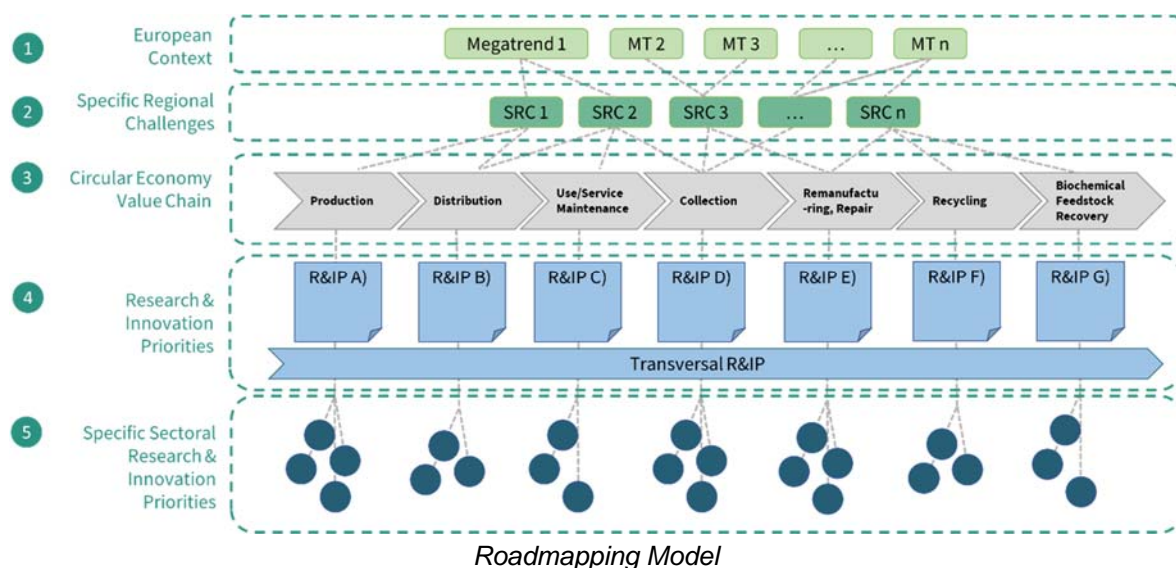 1
European
Context
Megatrend 1
MT 2
MT 3
...
MT n
2
Specific Regional
Challenges
SRC 1
SRC 2
SRC 3
...
SRC n
3
Circular Economy
Value Chain
Production
Distribution
Use/Service
Maintenance
Collection
Remanufactu
-ring, Repair
Recycling
Biochemical
Feedstock
Recovery
4
Research &
Innovation
Priorities
R&IP A)
R&IP B)
R&IP C)
R&IP D)
R&IP E)
R&IP F)
R&IP G)
Transversal R&IP
5
Specific Sectoral
Research &
Innovation
Priorities
Roadmapping Model